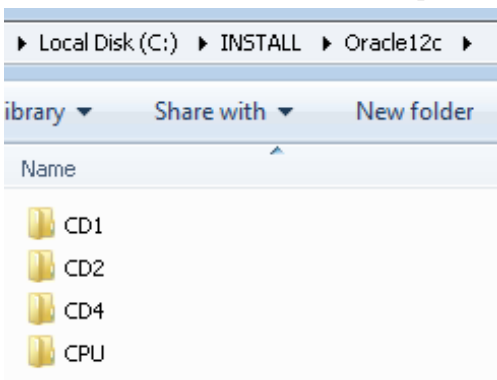 Local Disk (C:) INSTALL Oracle12c
ibrary Share with New folder
Name
CD1
CD2
CD4
CPU